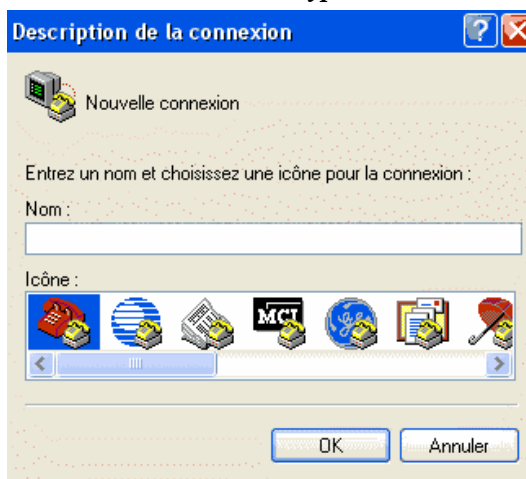 Description de la connexion
Nouvelle connexion
Entrez un nom et choisissez une icône pour la connexion :
Nom :
Icône :
MCI
OK
Annuler